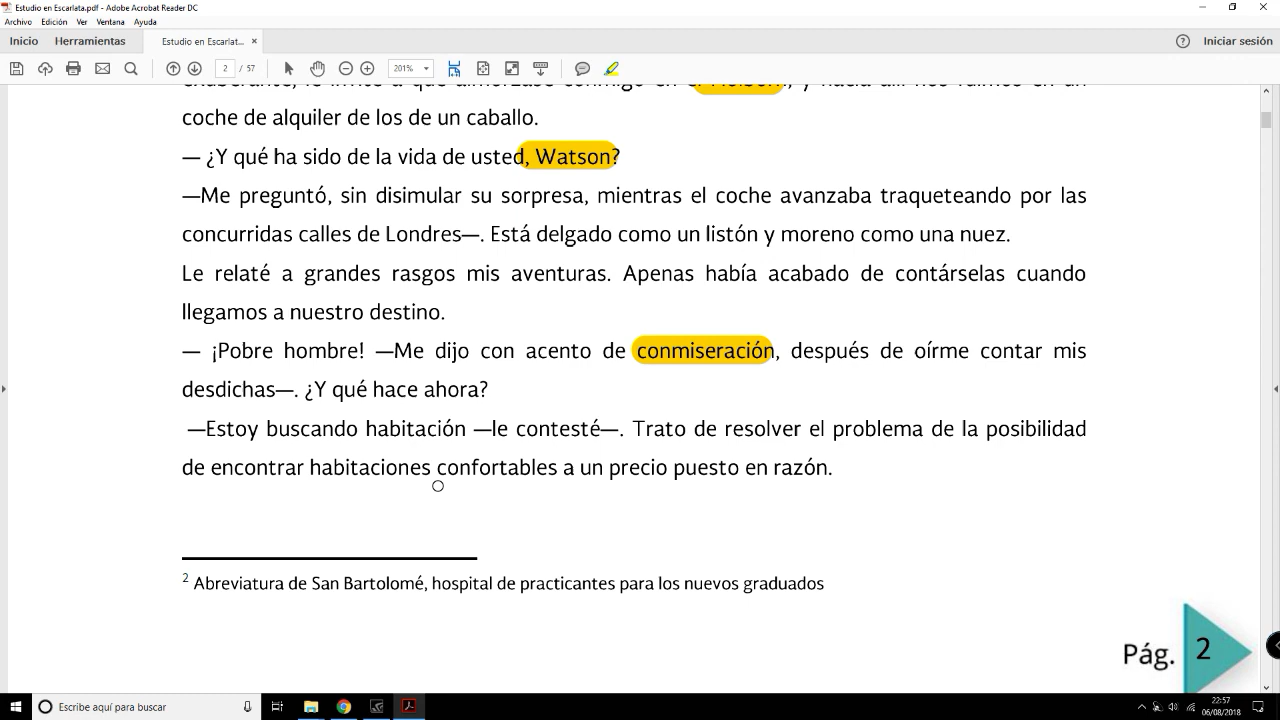 Estudio en Escarlata.pdf - Adobe Acrobat Reader DC
Archivo Edición Ver Ventana Ayuda
Inicio Herramientas Estudio en Escarlat... × Iniciar sesión
2 / 57 201%
coche de alquiler de los de un caballo.
— ¿Y qué ha sido de la vida de usted, Watson?
—Me preguntó, sin disimular su sorpresa, mientras el coche avanzaba traqueteando por las
concurridas calles de Londres—. Está delgado como un listón y moreno como una nuez.
Le relaté a grandes rasgos mis aventuras. Apenas había acabado de contárselas cuando
llegamos a nuestro destino.
— ¡Pobre hombre! —Me dijo con acento de conmiseración, después de oírme contar mis
desdichas—. ¿Y qué hace ahora?
—Estoy buscando habitación —le contesté—. Trato de resolver el problema de la posibilidad
de encontrar habitaciones confortables a un precio puesto en razón.
2 Abreviatura de San Bartolomé, hospital de practicantes para los nuevos graduados
Pág. 2
Escribe aquí para buscar
22:57
06/08/2018